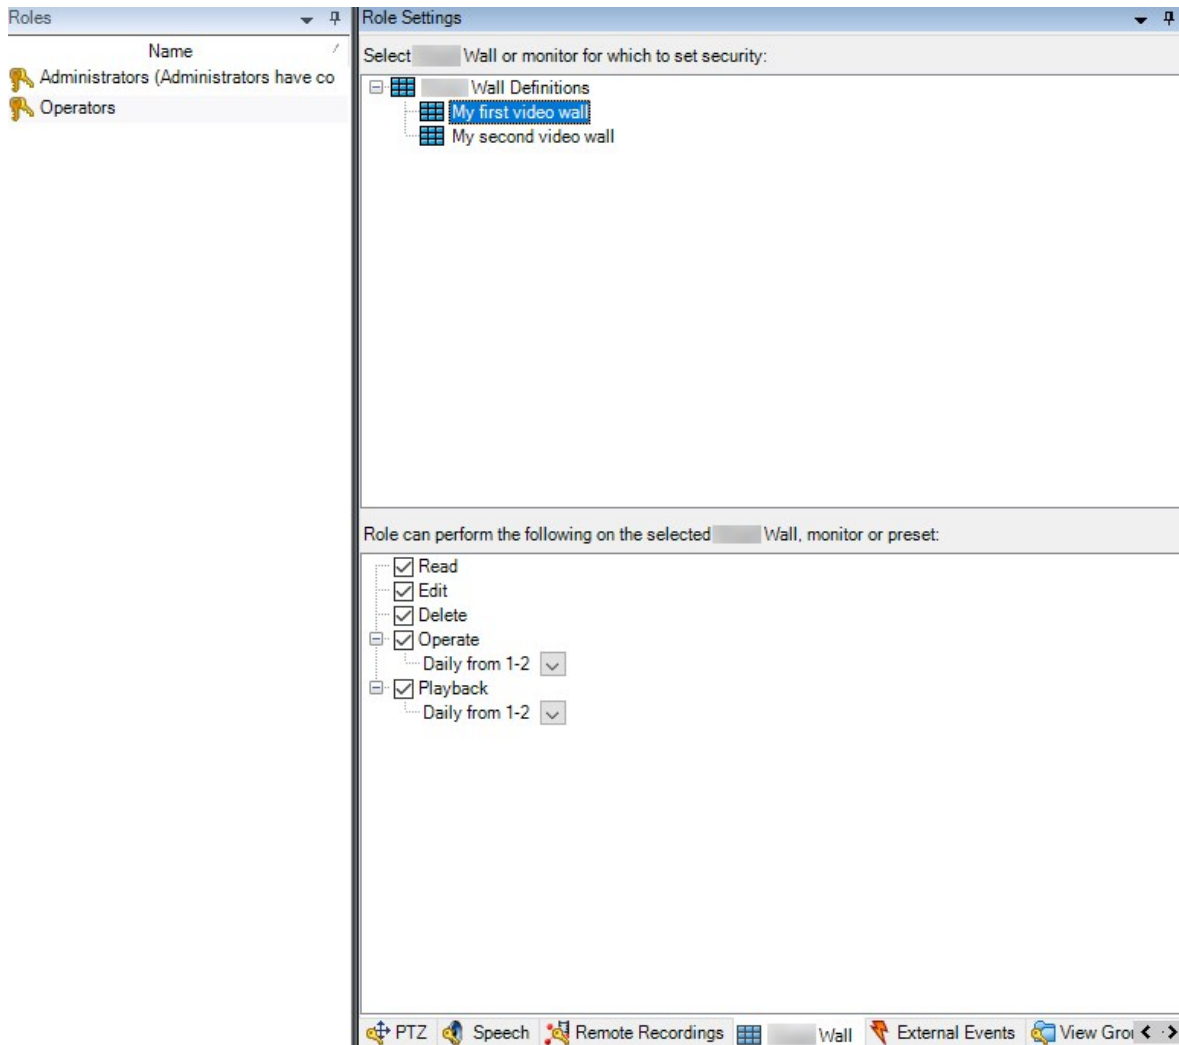 Roles
Name
Administrators (Administrators have co
Operators
Role Settings
Select Wall or monitor for which to set security:
Wall Definitions
My first video wall
My second video wall
Role can perform the following on the selected Wall, monitor or preset:
Read
Edit
Delete
Operate
Daily from 1-2
Playback
Daily from 1-2
PTZ Speech Remote Recordings Wall External Events View Grou